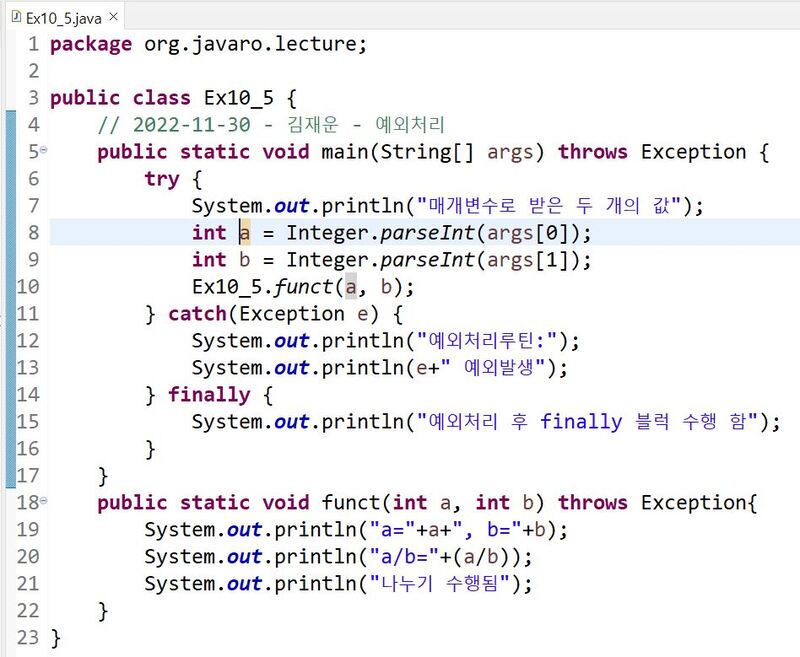 Ex10_5.java
1 package org.javaro.lecture;
2
3 public class Ex10_5 {
4     // 2022-11-30 - 김재운 - 예외처리
5     public static void main(String[] args) throws Exception {
6         try {
7             System.out.println("매개변수로 받은 두 개의 값");
8             int a = Integer.parseInt(args[0]);
9             int b = Integer.parseInt(args[1]);
10             Ex10_5.funct(a, b);
11         } catch(Exception e) {
12             System.out.println("예외처리루틴:");
13             System.out.println(e+" 예외발생");
14         } finally {
15             System.out.println("예외처리 후 finally 블럭 수행 함");
16         }
17     }
18     public static void funct(int a, int b) throws Exception{
19         System.out.println("a="+a+", b="+b);
20         System.out.println("a/b="+(a/b));
21         System.out.println("나누기 수행됨");
22     }
23 }